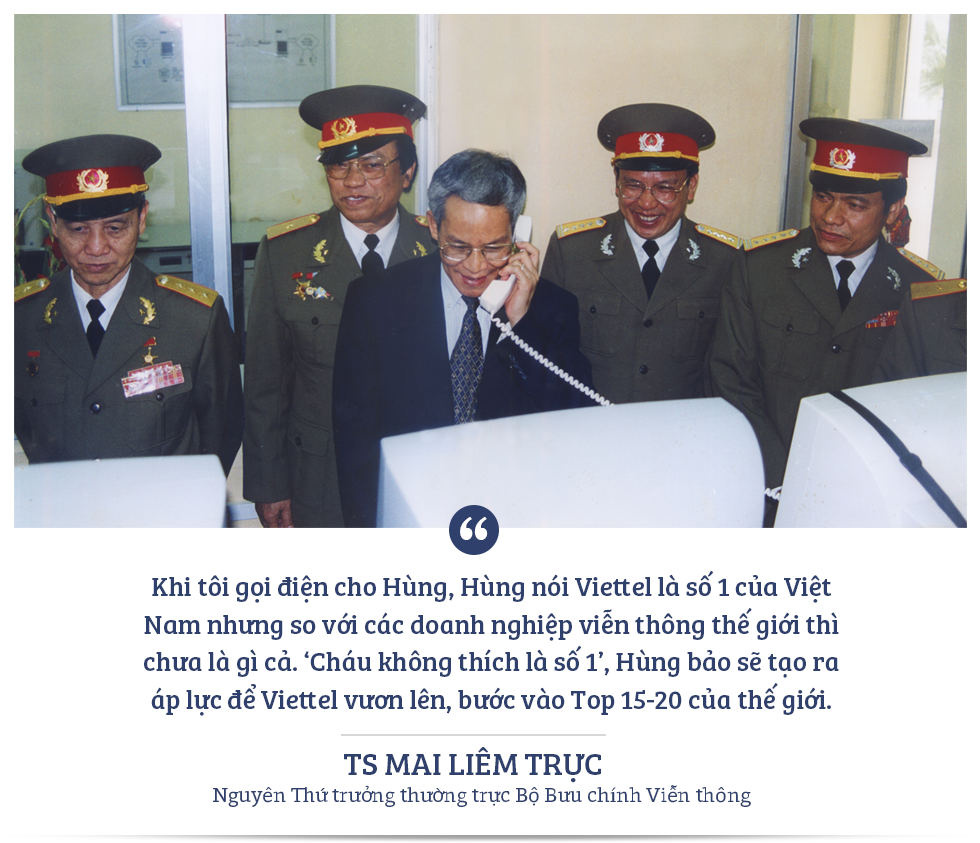 Khi tôi gọi điện cho Hùng, Hùng nói Viettel là số 1 của Việt
Nam nhưng so với các doanh nghiệp viễn thông thế giới thì
chưa là gì cả. ‘Cháu không thích là số 1’, Hùng bảo sẽ tạo ra
áp lực để Viettel vươn lên, bước vào Top 15-20 của thế giới.
TS MAI LIÊM TRỰC
Nguyên Thứ trưởng thường trực Bộ Bưu chính Viễn thông